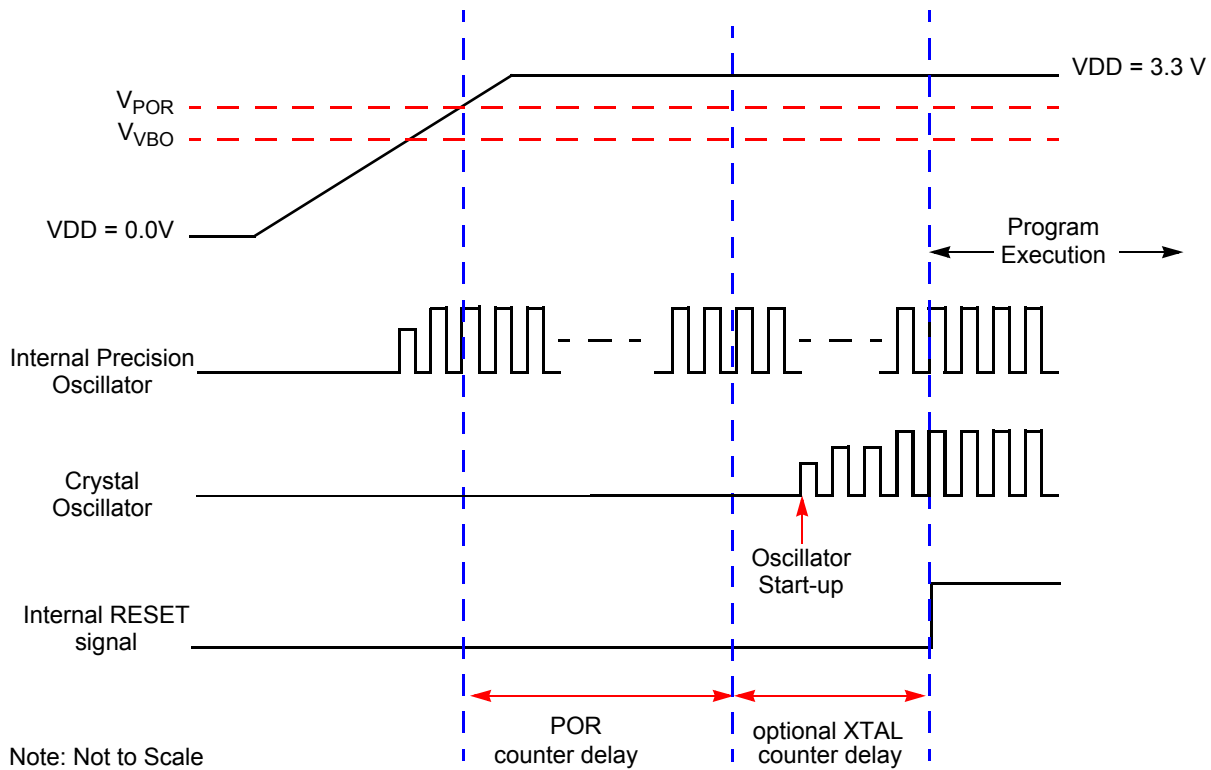 VDD = 3.3 V
VPOR
VVBO
VDD = 0.0V
Program
Execution
Internal Precision
Oscillator
Crystal
Oscillator
Oscillator
Start-up
Internal RESET
signal
POR
counter delay
optional XTAL
counter delay
Note: Not to Scale